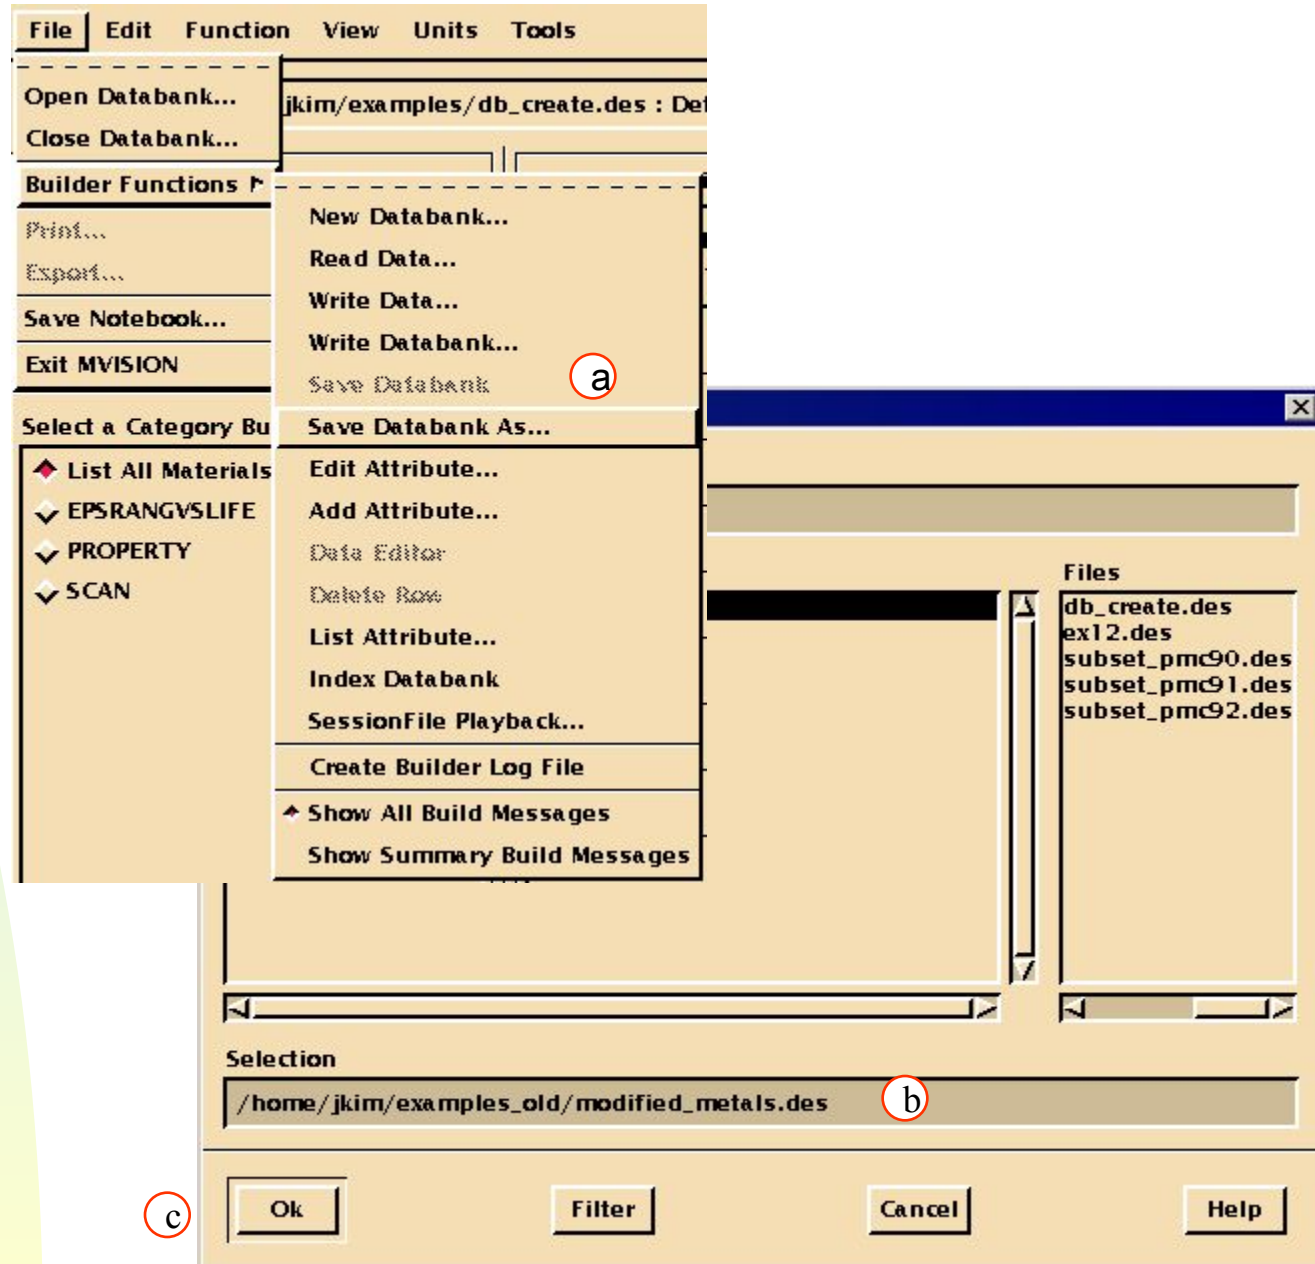 File Edit Function View Units Tools
Open Databank...
jkim/examples/db_create.des : Def
Close Databank...
Builder Functions
Print...
Export...
Save Notebook...
Exit MVISION
New Databank...
Read Data...
Write Data...
Write Databank...
Save Databank
a
Save Databank As...
Edit Attribute...
Add Attribute...
Data Editor
Delete Row
List Attribute...
Index Databank
SessionFile Playback...
Create Builder Log File
Show All Build Messages
Show Summary Build Messages
Select a Category Bu
List All Materials
EPSRANGVSLIFE
PROPERTY
SCAN
Files
db_create.des
ex12.des
subset_pmc90.des
subset_pmc91.des
subset_pmc92.des
Selection
/home/jkim/examples_old/modified_metals.des
b
c
Ok Filter Cancel Help